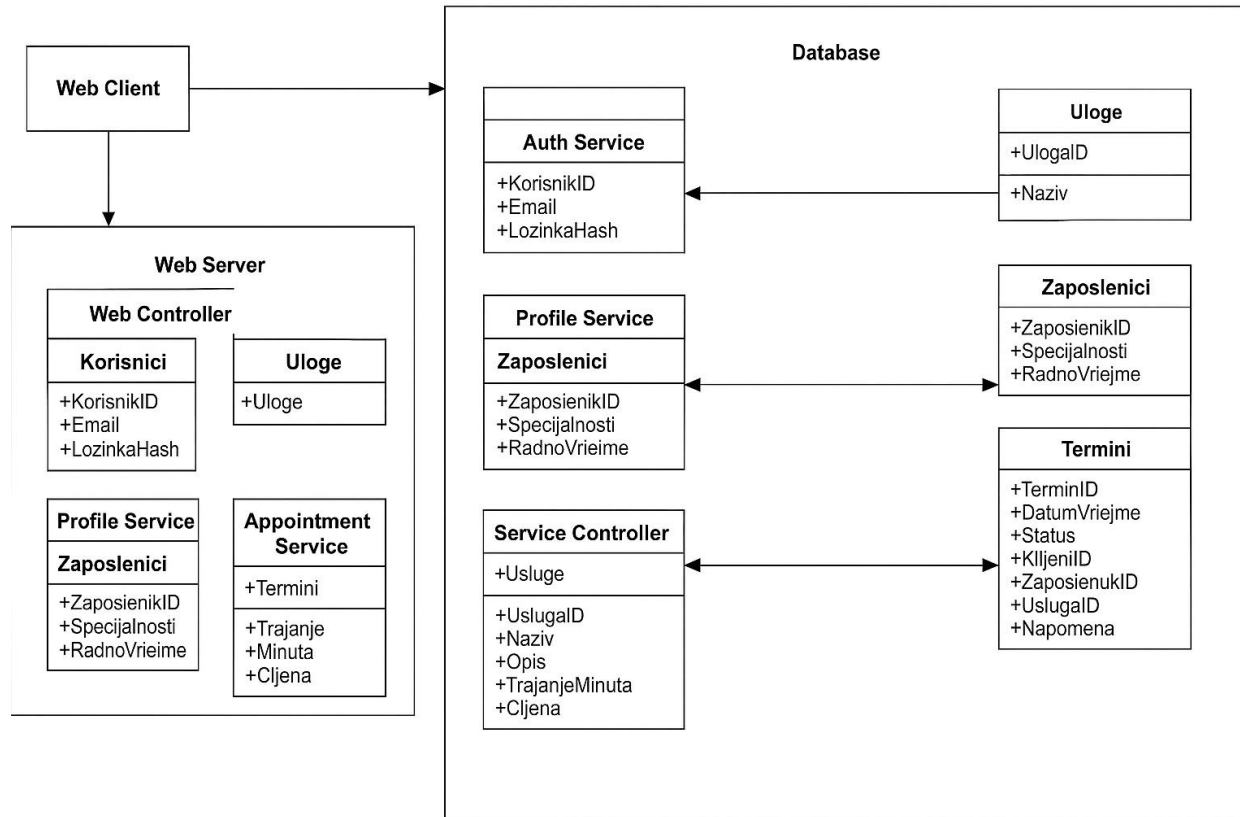 Web Client
Web Server
Web Controller
Korisnici
+KorisnikID
+Email
+LozinkaHash
Uloge
+Uloge
Profile Service
Zaposlenici
+ZaposienikID
+Specijalnosti
+RadnoVrieime
Appointment
Service
+Termini
+Trajanje
+Minuta
+Cljena
Database
Auth Service
+KorisnikID
+Email
+LozinkaHash
Uloge
+UlogaID
+Naziv
Profile Service
Zaposlenici
+ZaposienikID
+Specijalnosti
+RadnoVrieime
Zaposlenici
+ZaposienikID
+Specijalnosti
+RadnoVriejme
Service Controller
+Usluge
+UslugaID
+Naziv
+Opis
+TrajanjeMinuta
+Cljena
Termini
+TerminID
+DatumVriejme
+Status
+KlljeniID
+ZaposienukID
+UslugaID
+Napomena